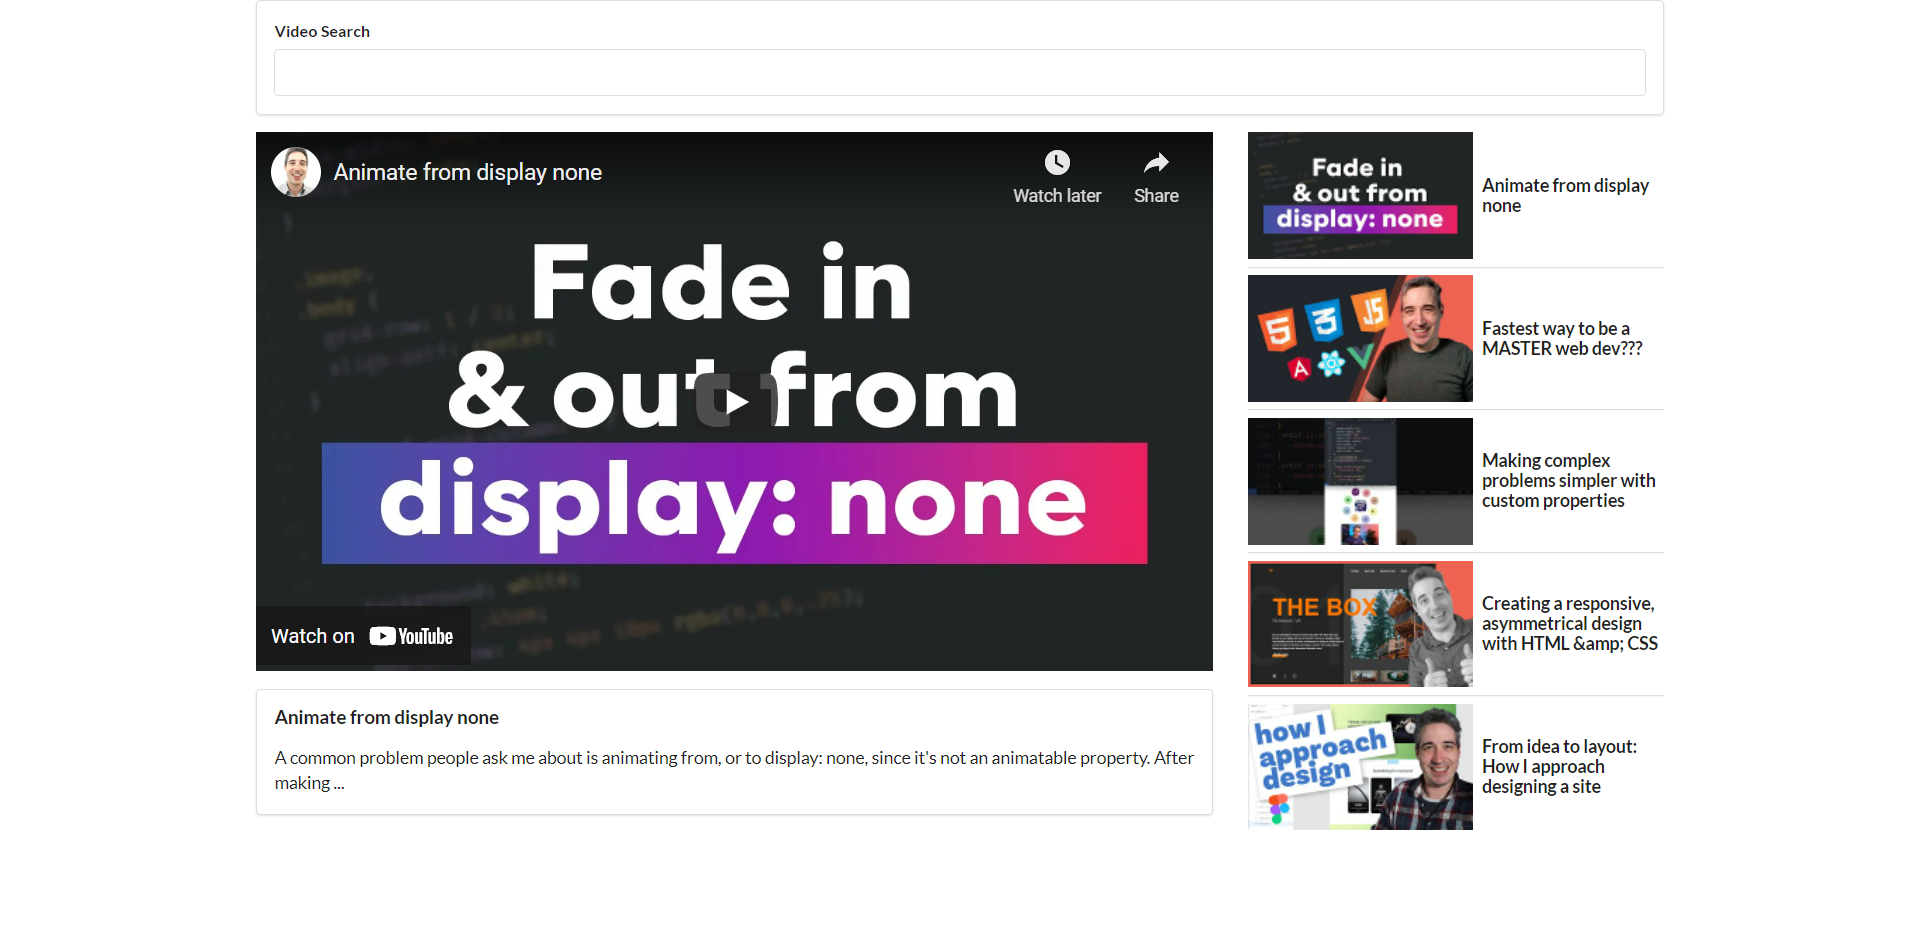 Video Search
Animate from display none
Watch later
Share
Fade in
& out from
display: none
Watch on YouTube
Animate from display none
A common problem people ask me about is animating from, or to display: none, since it's not an animatable property. After
making ...
Fade in
& out from
display: none
Animate from display
none
5 3 JS
A
Fastest way to be a
MASTER web dev???
Making complex
problems simpler with
custom properties
THE BOX
Creating a responsive,
asymmetrical design
with HTML &amp; CSS
how I
approach
design
From idea to layout:
How I approach
designing a site